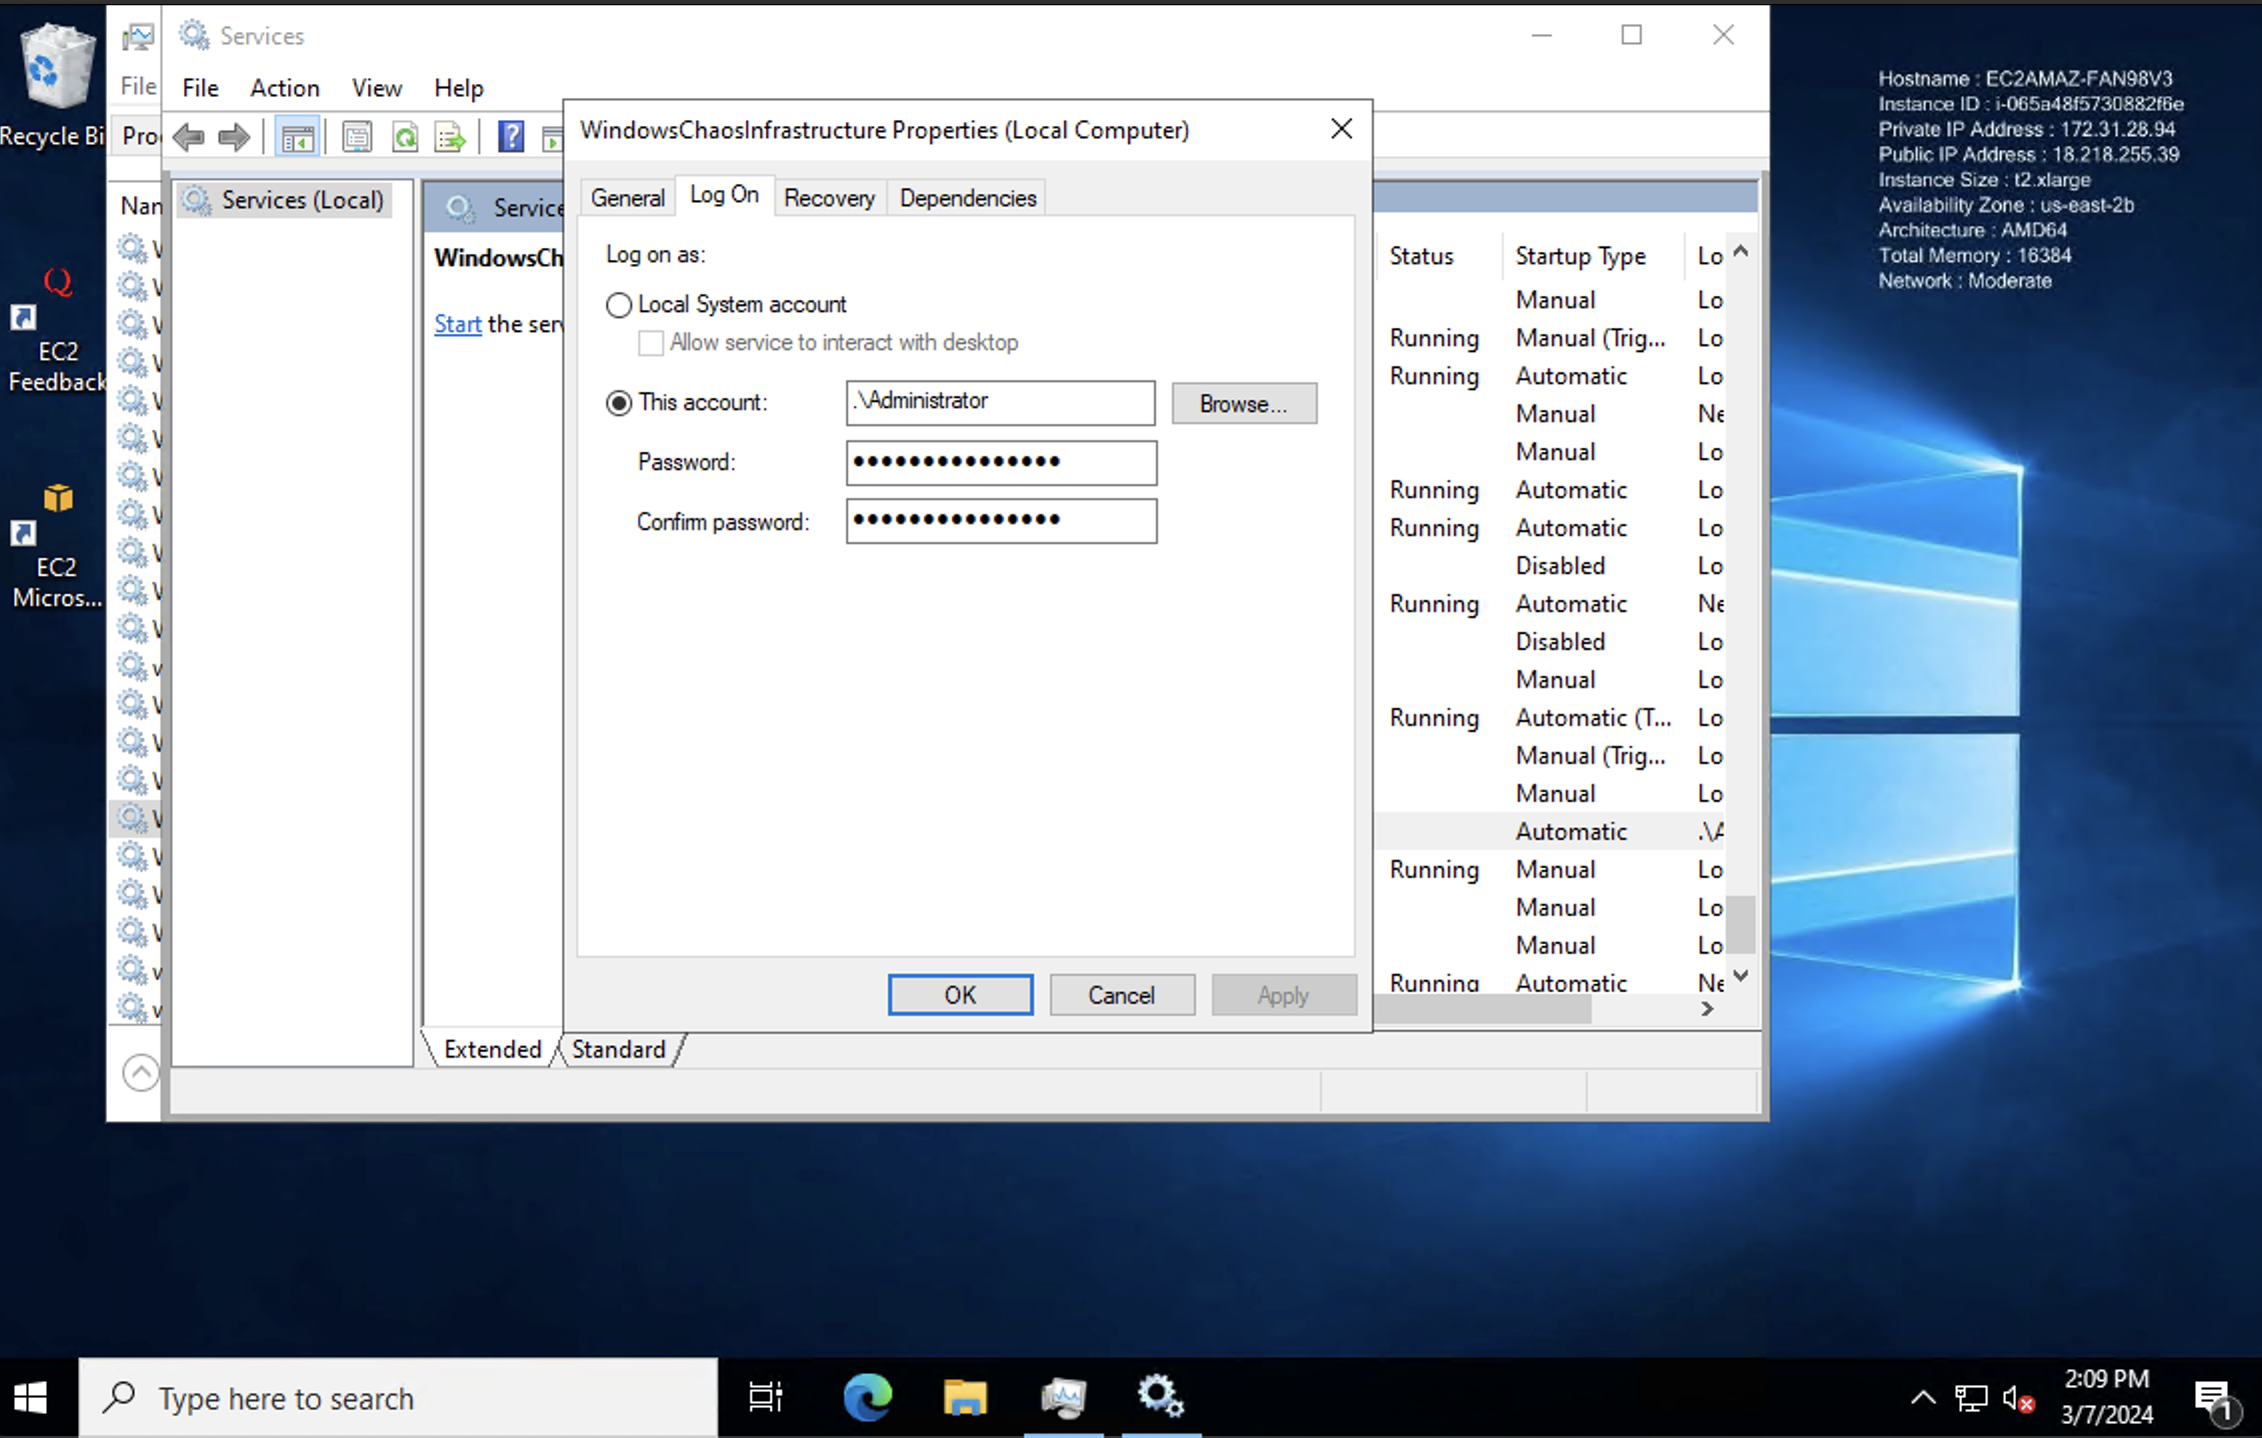 Recycle Bi
EC2
Feedback
EC2
Micros...
File
Proc
Nan
Services
File Action View Help
Services (Local)
Service
WindowsCh
Start the serv
WindowsChaosInfrastructure Properties (Local Computer)
General Log On Recovery Dependencies
Log on as:
Local System account
Allow service to interact with desktop
This account: .\Administrator Browse...
Password: •••••••••••••••
Confirm password: •••••••••••••••
OK Cancel Apply
Status Startup Type Lo
Manual Lo
Running Manual (Trig... Lo
Running Automatic Lo
Manual Ne
Manual Lo
Running Automatic Lo
Running Automatic Lo
Disabled Lo
Running Automatic Ne
Disabled Lo
Manual Lo
Running Automatic (T... Lo
Manual (Trig... Lo
Manual Lo
Automatic .\A
Running Manual Lo
Manual Lo
Manual Lo
Running Automatic Ne
Extended Standard
Hostname : EC2AMAZ-FAN98V3
Instance ID : i-065a48f5730882f6e
Private IP Address : 172.31.28.94
Public IP Address : 18.218.255.39
Instance Size : t2.xlarge
Availability Zone : us-east-2b
Architecture : AMD64
Total Memory : 16384
Network : Moderate
Type here to search
2:09 PM
3/7/2024
1